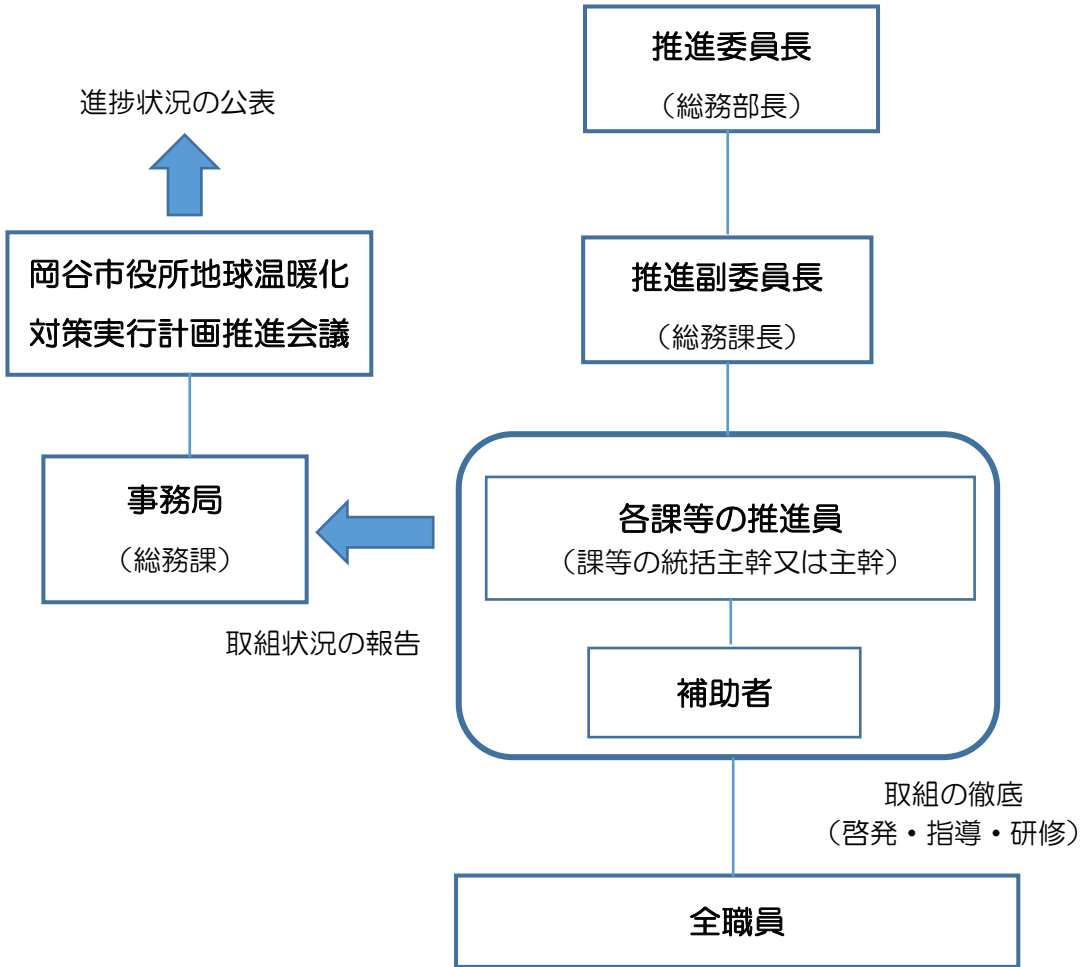 推進委員長
（総務部長）
進捗状況の公表
岡谷市役所地球温暖化
対策実行計画推進会議
推進副委員長
（総務課長）
事務局
（総務課）
各課等の推進員
（課等の統括主幹又は主幹）
取組状況の報告
補助者
取組の徹底
（啓発・指導・研修）
全職員